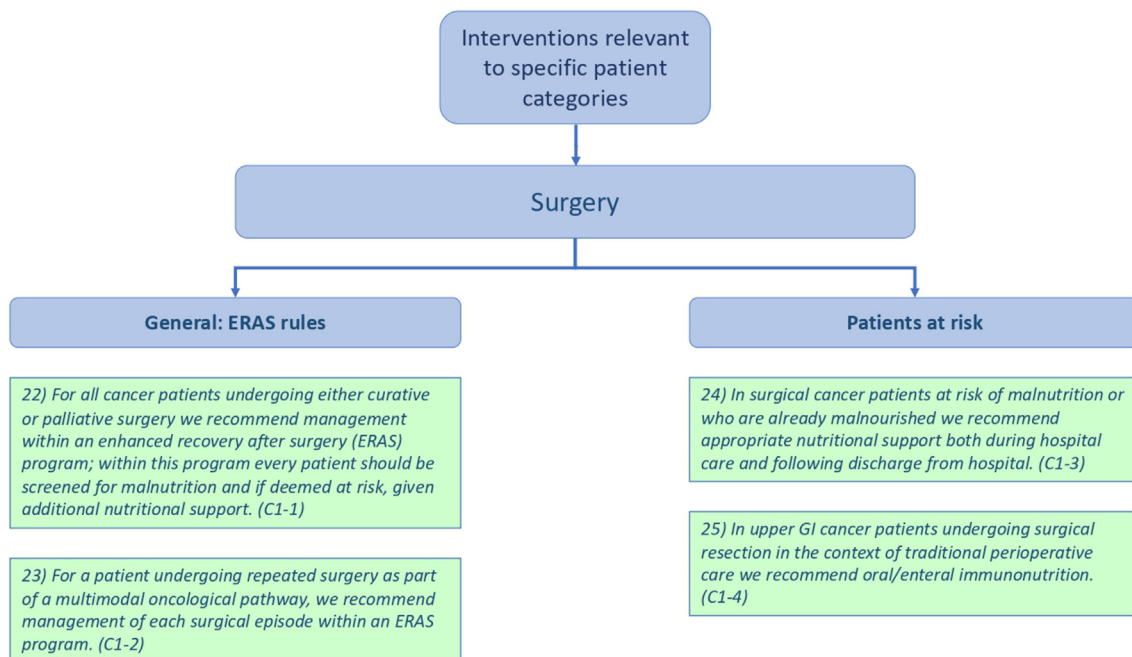 Interventions relevant
to specific patient
categories
Surgery
General: ERAS rules
22) For all cancer patients undergoing either curative
or palliative surgery we recommend management
within an enhanced recovery after surgery (ERAS)
program; within this program every patient should be
screened for malnutrition and if deemed at risk, given
additional nutritional support. (C1-1)
23) For a patient undergoing repeated surgery as part
of a multimodal oncological pathway, we recommend
management of each surgical episode within an ERAS
program. (C1-2)
Patients at risk
24) In surgical cancer patients at risk of malnutrition or
who are already malnourished we recommend
appropriate nutritional support both during hospital
care and following discharge from hospital. (C1-3)
25) In upper GI cancer patients undergoing surgical
resection in the context of traditional perioperative
care we recommend oral/enteral immunonutrition.
(C1-4)